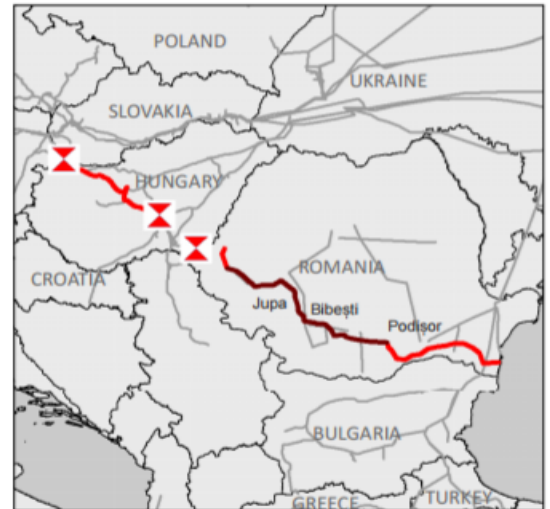 POLAND
UKRAINE
SLOVAKIA
HUNGARY
CROATIA
ROMANIA
Jupa
Bibești
Podișor
BULGARIA
GREECE
TURKEY